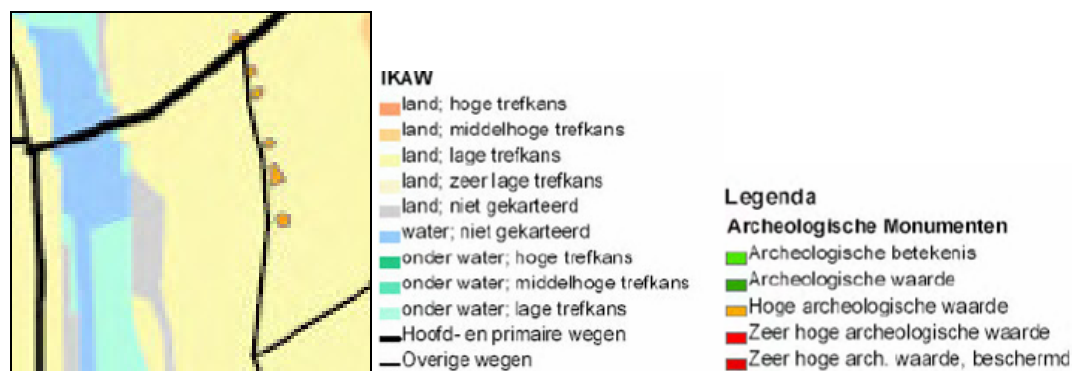 IKAW
land; hoge trefkans
land; middelhoge trefkans
land; lage trefkans
land; zeer lage trefkans
land; niet gekarteerd
water; niet gekarteerd
onder water; hoge trefkans
onder water; middelhoge trefkans
onder water; lage trefkans
Hoofd- en primaire wegen
Overige wegen
Legenda
Archeologische Monumenten
Archeologische betekenis
Archeologische waarde
Hoge archeologische waarde
Zeer hoge archeologische waarde
Zeer hoge arch. waarde, beschermd